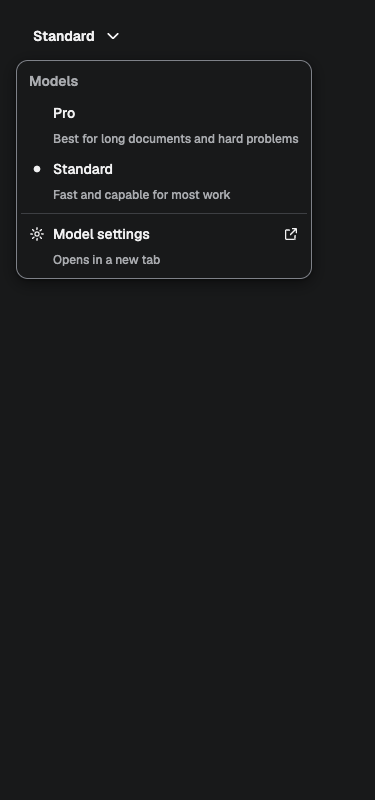 Standard
Models
Pro
Best for long documents and hard problems
Standard
Fast and capable for most work
Model settings
Opens in a new tab